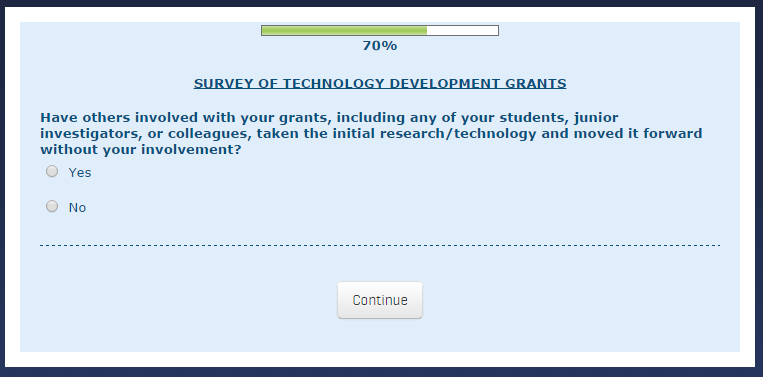 70%
SURVEY OF TECHNOLOGY DEVELOPMENT GRANTS
Have others involved with your grants, including any of your students, junior
investigators, or colleagues, taken the initial research/technology and moved it forward
without your involvement?
Yes
No
Continue